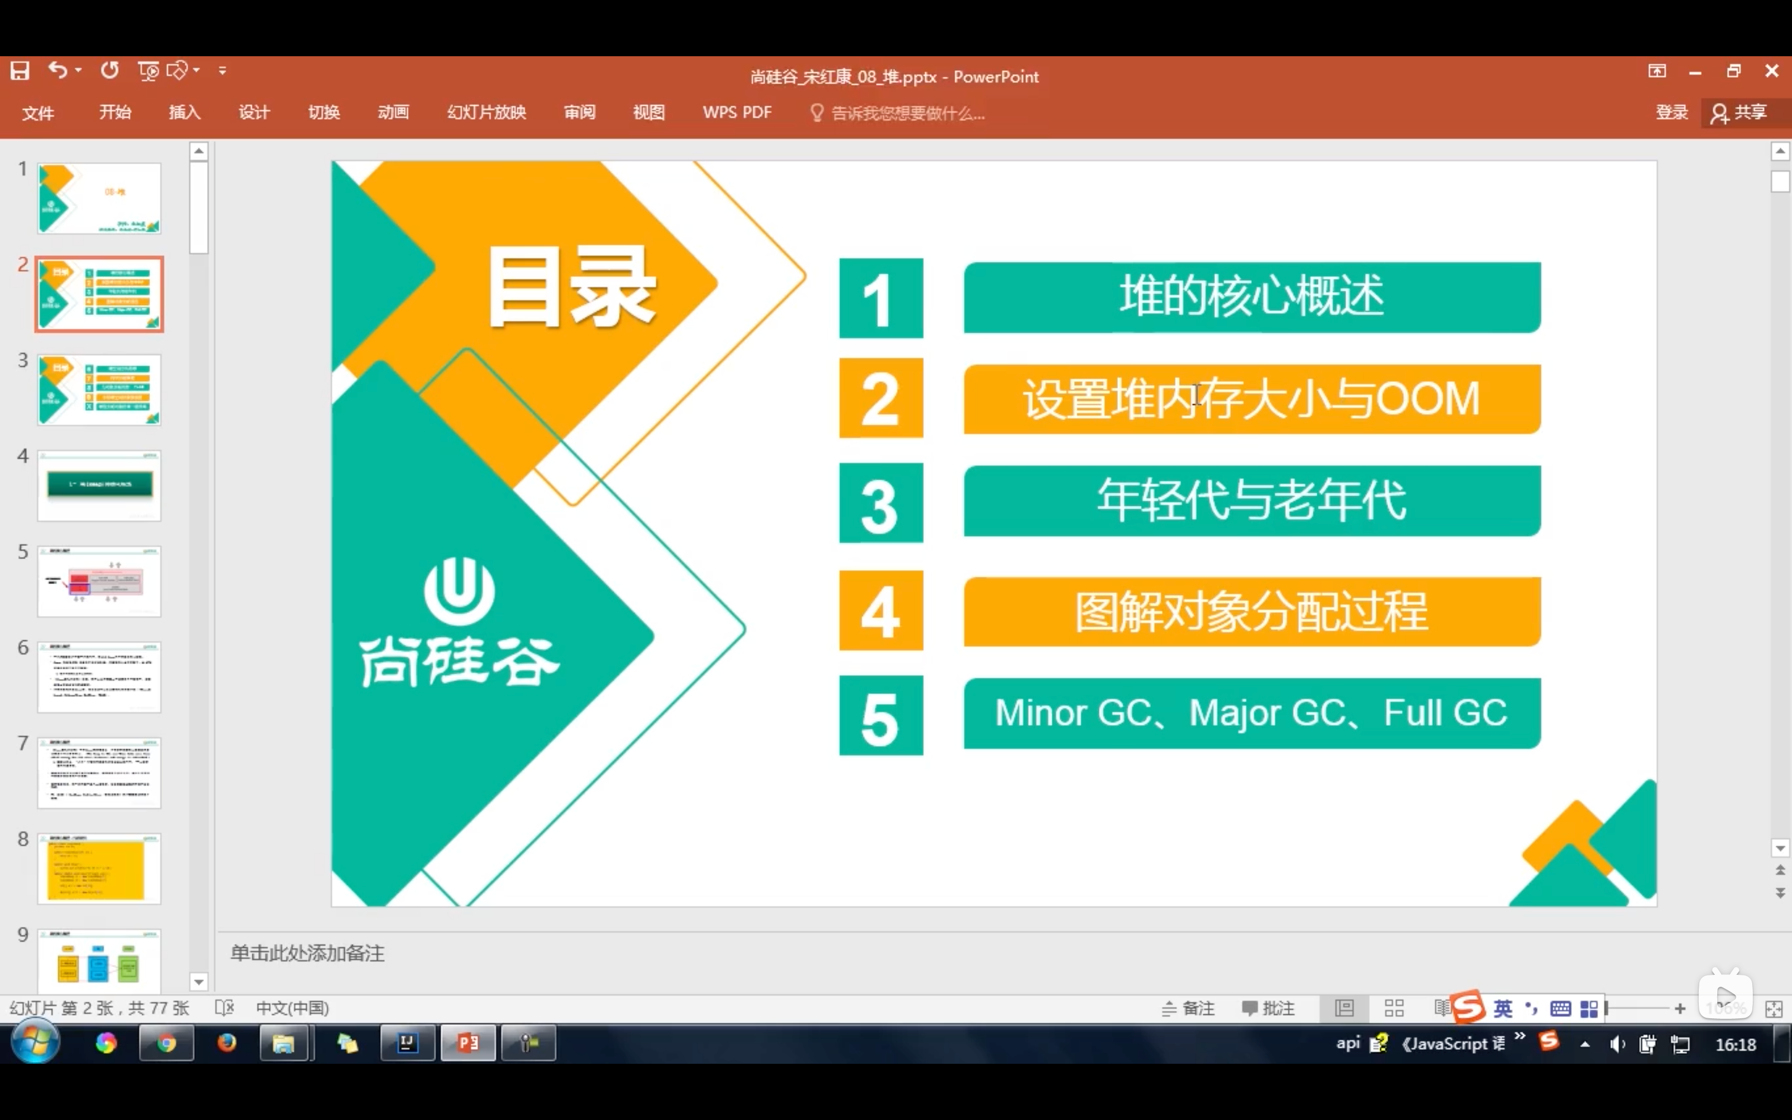 尚硅谷_宋红康_08_堆.pptx - PowerPoint
文件 开始 插入 设计 切换 动画 幻灯片放映 审阅 视图 WPS PDF 告诉我您想要做什么... 登录 共享
1
2
3
4
5
6
7
8
9
目录
尚硅谷
1 堆的核心概述
2 设置堆内存大小与OOM
3 年轻代与老年代
4 图解对象分配过程
5 Minor GC、Major GC、Full GC
单击此处添加备注
幻灯片 第 2 张，共 77 张 中文(中国) 备注 批注 英 106%
api 《JavaScript 语 16:18